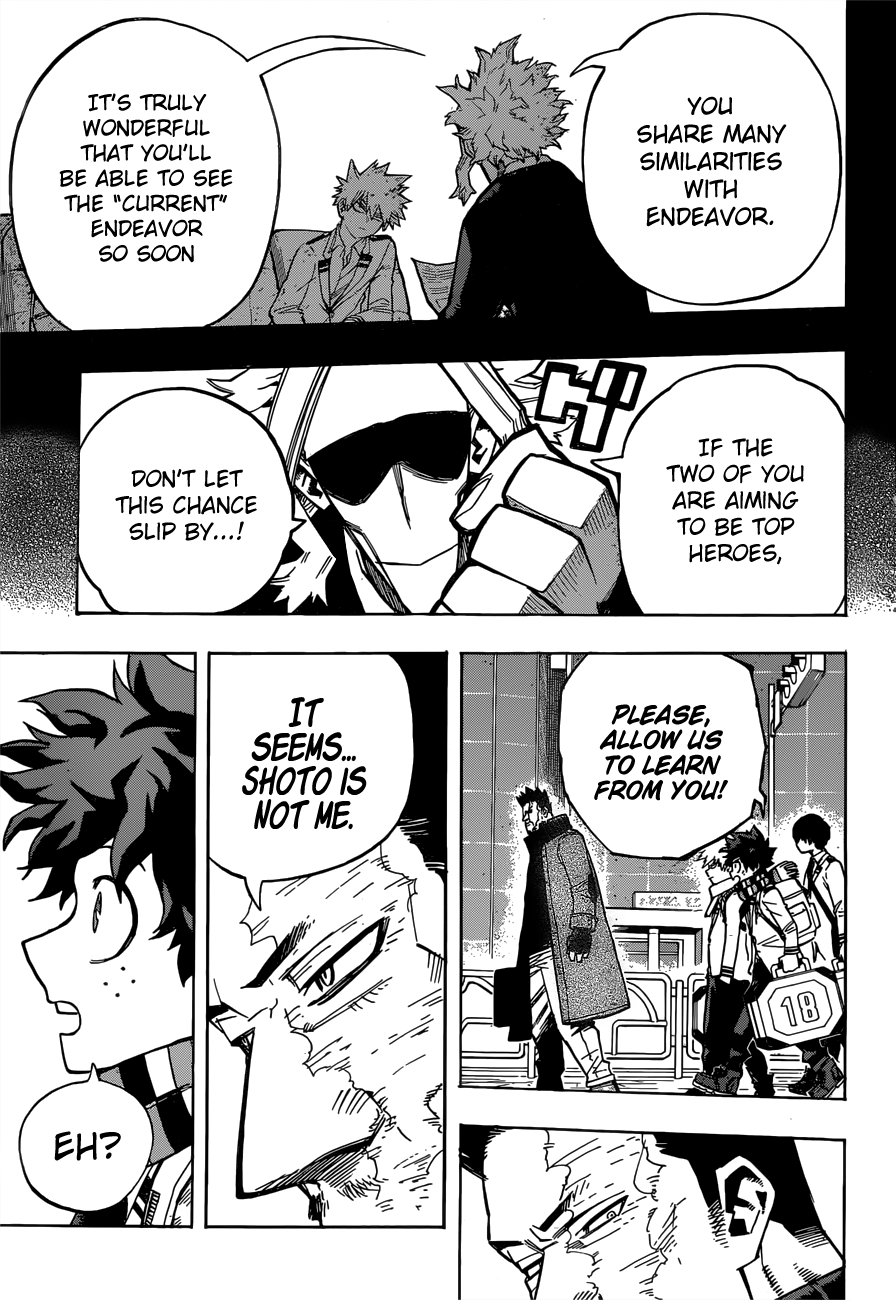 YOU
SHARE MANY
SIMILARITIES
WITH
ENDEAVOR.
IT'S TRULY
WONDERFUL
THAT YOU'LL
BE ABLE TO SEE
THE "CURRENT"
ENDEAVOR
SO SOON
IF THE
TWO OF YOU
ARE AIMING
TO BE TOP
HEROES,
DON'T LET
THIS CHANCE
SLIP BY...!
PLEASE,
ALLOW US
TO LEARN
FROM YOU!
18
IT
SEEMS...
SHOTO IS
NOT ME.
EH?